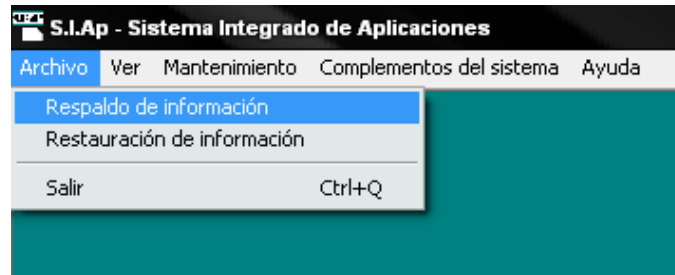 S.I.Ap - Sistema Integrado de Aplicaciones
Archivo Ver Mantenimiento Complementos del sistema Ayuda
Respaldo de información
Restauración de información
Salir Ctrl+Q